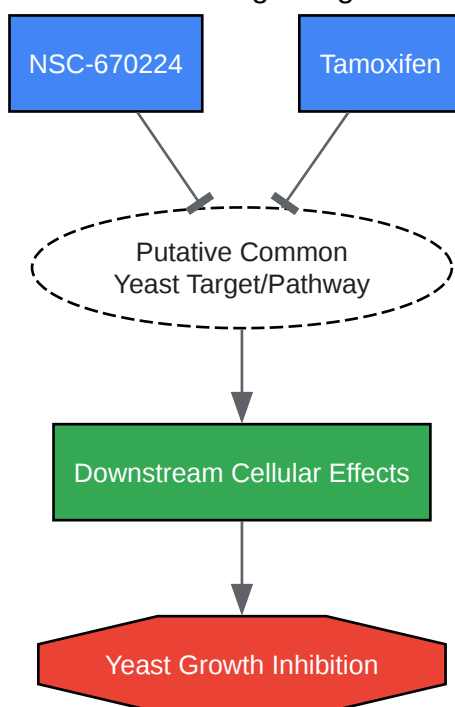 NSC-670224
Tamoxifen
Putative Common
Yeast Target/Pathway
Downstream Cellular Effects
Yeast Growth Inhibition